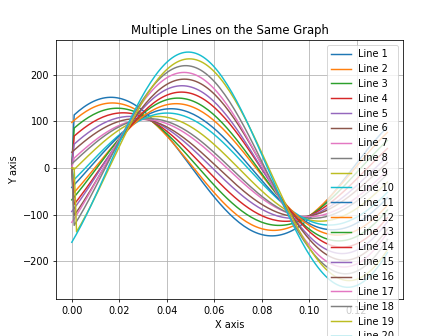 Multiple Lines on the Same Graph
Y axis
200
100
0
−100
−200
0.00
0.02
0.04
0.06
0.08
0.10
X axis
Line 1
Line 2
Line 3
Line 4
Line 5
Line 6
Line 7
Line 8
Line 9
Line 10
Line 11
Line 12
Line 13
Line 14
Line 15
Line 16
Line 17
Line 18
Line 19
Line 20